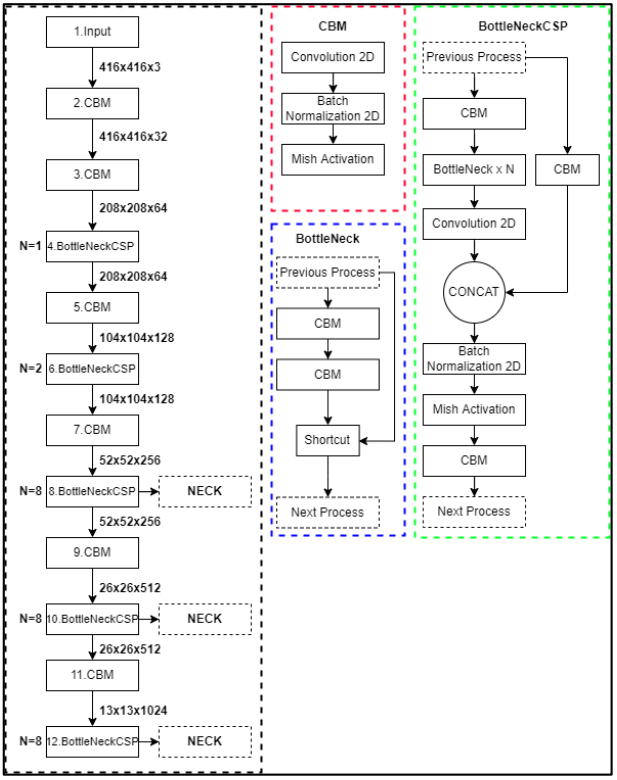 1.Input
416x416x3
2.CBM
416x416x32
3.CBM
208x208x64
N=1 4.BottleNeckCSP
208x208x64
5.CBM
104x104x128
N=2 6.BottleNeckCSP
104x104x128
7.CBM
52x52x256
N=8 8.BottleNeckCSP NECK
52x52x256
9.CBM
26x26x512
N=8 10.BottleNeckCSP NECK
26x26x512
11.CBM
13x13x1024
N=8 12.BottleNeckCSP NECK
CBM
Convolution 2D
Batch
Normalization 2D
Mish Activation
BottleNeck
Previous Process
CBM
CBM
Shortcut
Next Process
BottleNeckCSP
Previous Process
CBM
BottleNeck x N
CBM
Convolution 2D
CONCAT
Batch
Normalization 2D
Mish Activation
CBM
Next Process